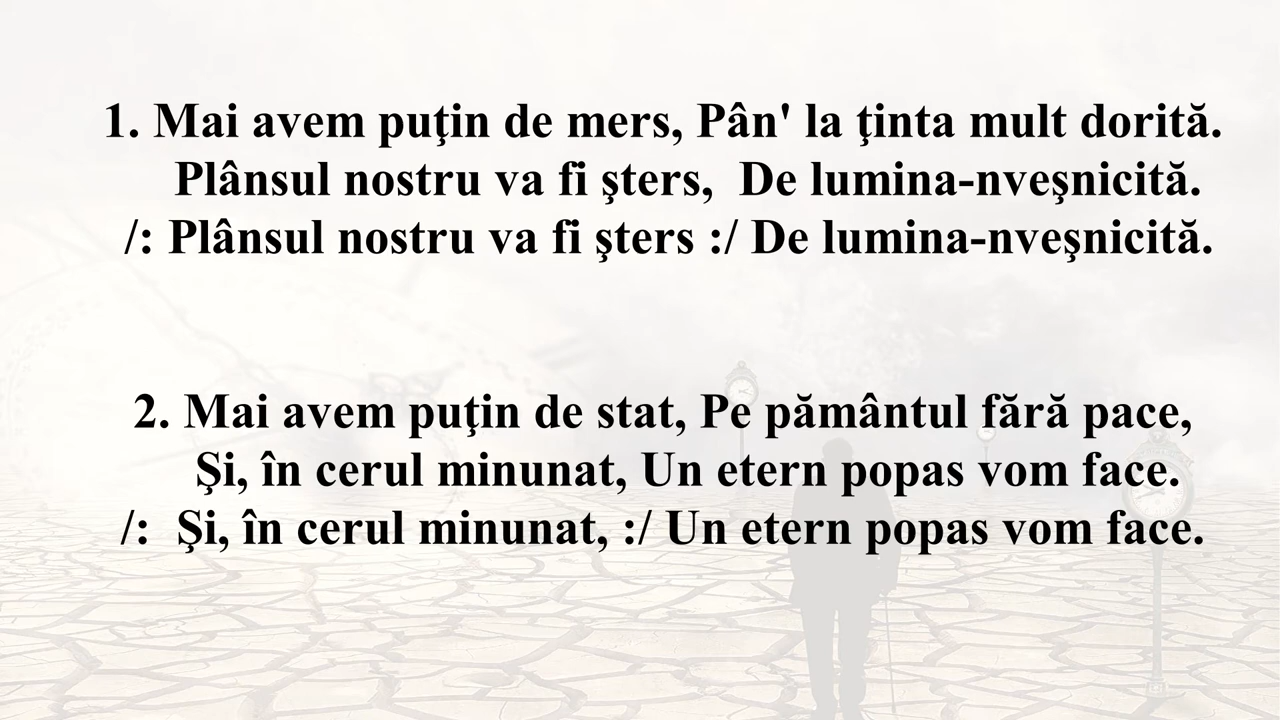 1. Mai avem puţin de mers, Pân' la ţinta mult dorită.
Plânsul nostru va fi şters, De lumina-nveşnicită.
/: Plânsul nostru va fi şters :/ De lumina-nveşnicită.
2. Mai avem puţin de stat, Pe pământul fără pace,
Şi, în cerul minunat, Un etern popas vom face.
/: Şi, în cerul minunat, :/ Un etern popas vom face.